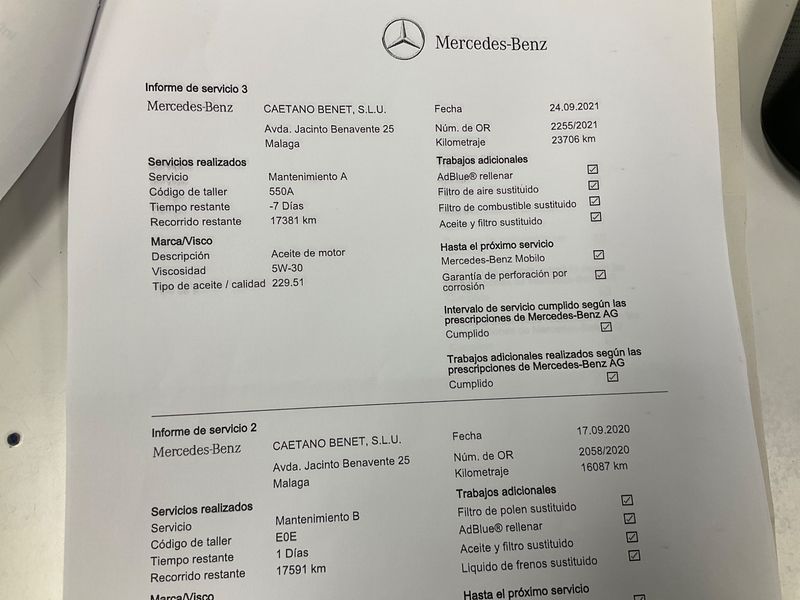 Mercedes-Benz
Informe de servicio 3
Mercedes-Benz CAETANO BENET, S.L.U.
Avda. Jacinto Benavente 25
Malaga
Fecha 24.09.2021
Núm. de OR 2255/2021
Kilometraje 23706 km
Servicios realizados
Servicio Mantenimiento A
Código de taller 550A
Tiempo restante -7 Días
Recorrido restante 17381 km
Marca/Visco
Descripción Aceite de motor
Viscosidad 5W-30
Tipo de aceite / calidad 229.51
Trabajos adicionales
AdBlue® rellenar
Filtro de aire sustituido
Filtro de combustible sustituido
Aceite y filtro sustituido
Hasta el próximo servicio
Mercedes-Benz Mobilo
Garantía de perforación por
corrosión
Intervalo de servicio cumplido según las
prescripciones de Mercedes-Benz AG
Cumplido
Trabajos adicionales realizados según las
prescripciones de Mercedes-Benz AG
Cumplido
Informe de servicio 2
Mercedes-Benz CAETANO BENET, S.L.U.
Avda. Jacinto Benavente 25
Malaga
Fecha 17.09.2020
Núm. de OR 2058/2020
Kilometraje 16087 km
Servicios realizados
Servicio Mantenimiento B
Código de taller E0E
Tiempo restante 1 Días
Recorrido restante 17591 km
Marca/Visco
Trabajos adicionales
Filtro de polen sustituido
AdBlue® rellenar
Aceite y filtro sustituido
Liquido de frenos sustituido
Hasta el próximo servicio